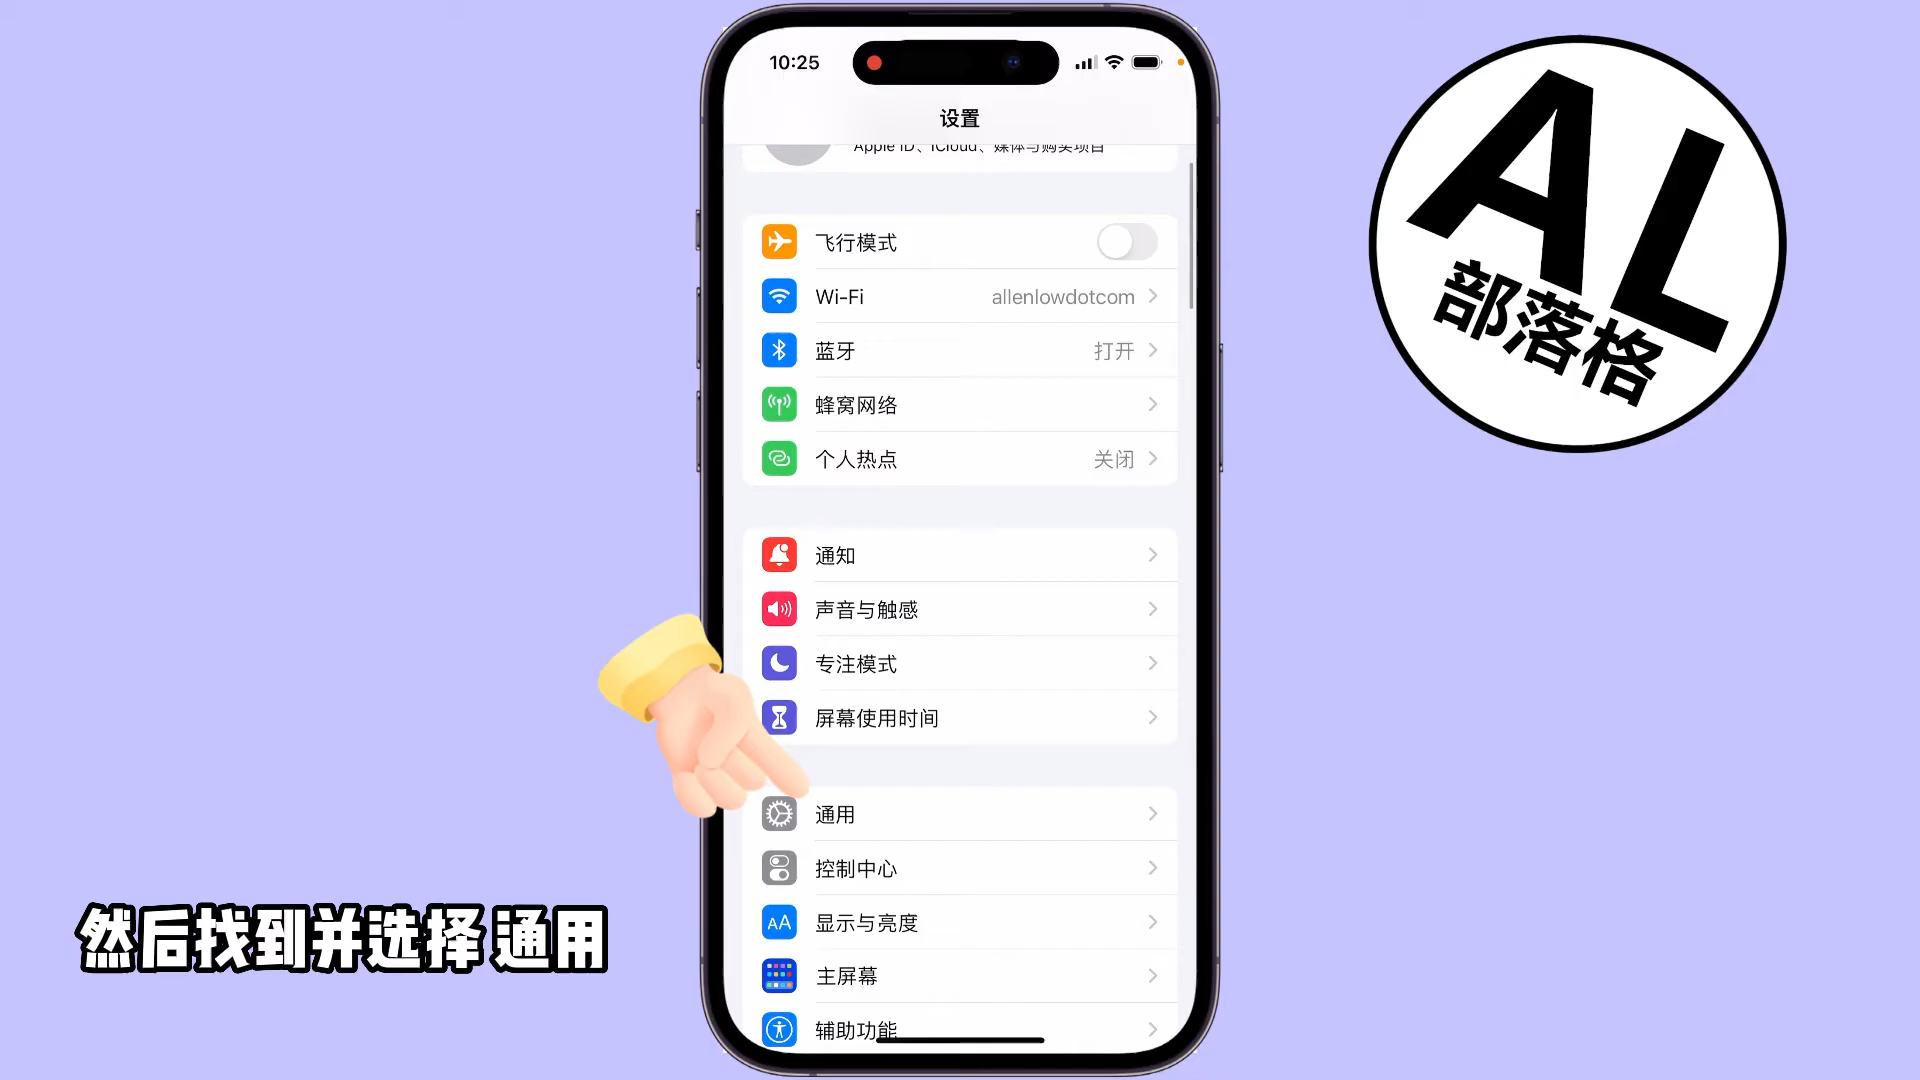 10:25
设置
Apple ID、iCloud、媒体与购买项目
飞行模式
Wi-Fi allenlowdotcom
蓝牙 打开
蜂窝网络
个人热点 关闭
通知
声音与触感
专注模式
屏幕使用时间
通用
控制中心
AA 显示与亮度
主屏幕
辅助功能
AL
部落格
然后找到并选择 通用